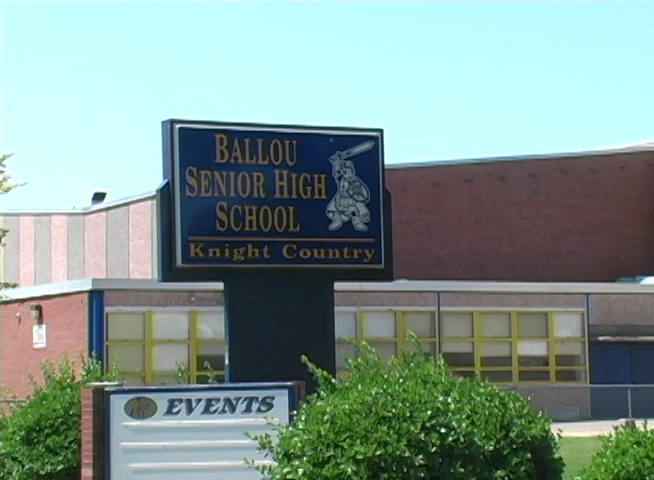 BALLOU
SENIOR HIGH
SCHOOL
Knight Country
EVENTS